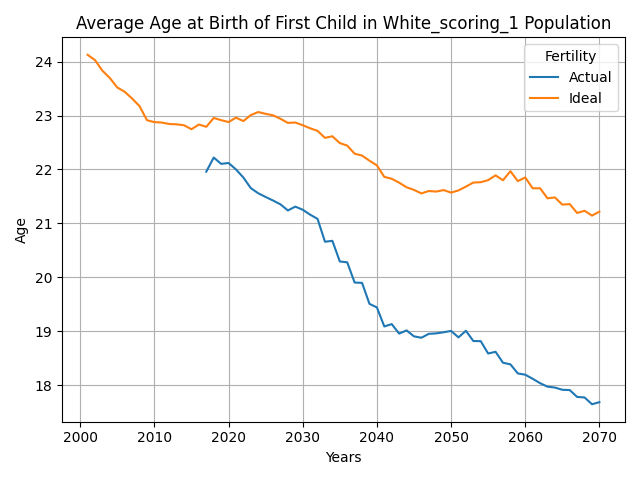 Average Age at Birth of First Child in White_scoring_1 Population
Fertility
Actual
Ideal
24
23
22
21
20
19
18
Age
2000
2010
2020
2030
2040
2050
2060
2070
Years